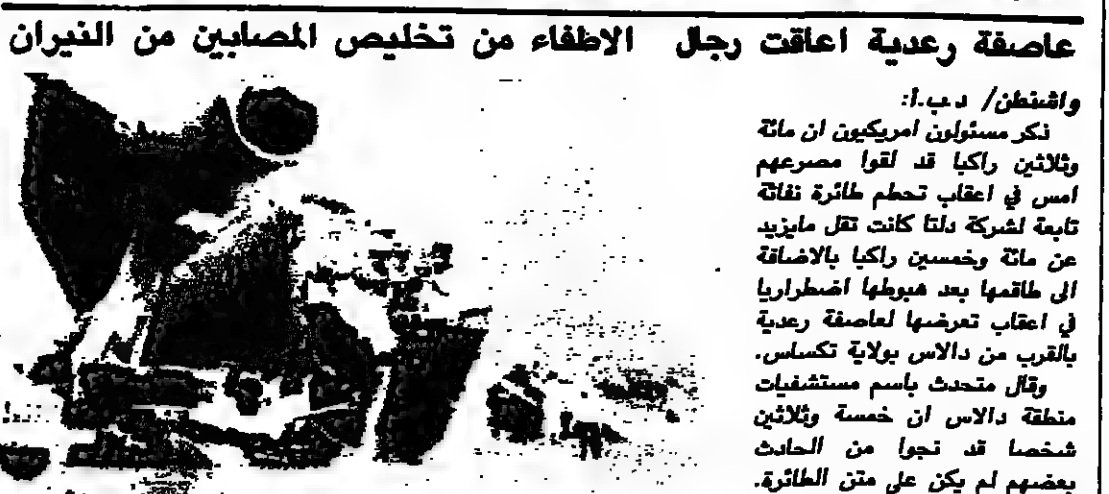 عاصفة رعدية اعاقت رجال الاطفاء من تخليص المصابين من النيران
واشنطن/ د.ب.أ:
ذكر مسئولون امريكيون ان مائة
وثلاثين راكبا قد لقوا مصرعهم
امس في اعقاب تحطم طائرة نفاثة
تابعة لشركة دلتا كانت تقل مايزيد
عن مائة وخمسين راكبا بالاضافة
الى طاقمها بعد هبوطها اضطراريا
في اعقاب تعرضها لعاصفة رعدية
بالقرب من دالاس بولاية تكساس.
وقال متحدث باسم مستشفيات
منطقة دالاس ان خمسة وثلاثين
شخصا قد نجوا من الحادث
بعضهم لم يكن على متن الطائرة.